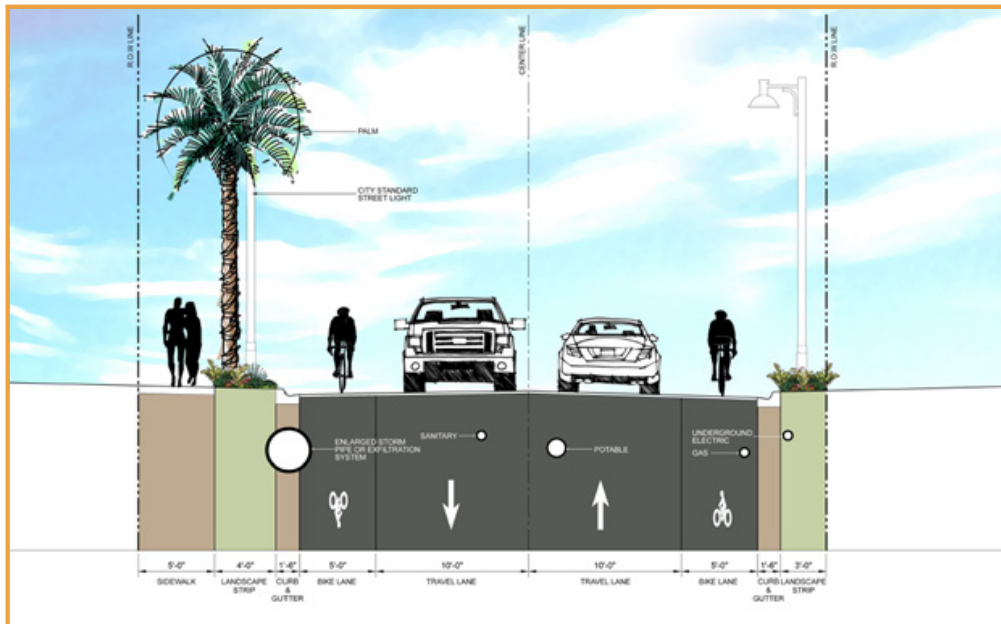 R.O.W LINE
CENTER LINE
R.O.W LINE
PALM
CITY STANDARD
STREET LIGHT
ENLARGED STORM
PIPE OR EXFILTRATION
SYSTEM
SANITARY
POTABLE
UNDERGROUND
ELECTRIC
GAS
5'-0"
4'-0"
1'-6"
5'-0"
10'-0"
10'-0"
5'-0"
1'-6"
3'-0"
SIDEWALK
LANDSCAPE
STRIP
CURB
&
GUTTER
BIKE LANE
TRAVEL LANE
TRAVEL LANE
BIKE LANE
CURB
&
GUTTER
LANDSCAPE
STRIP